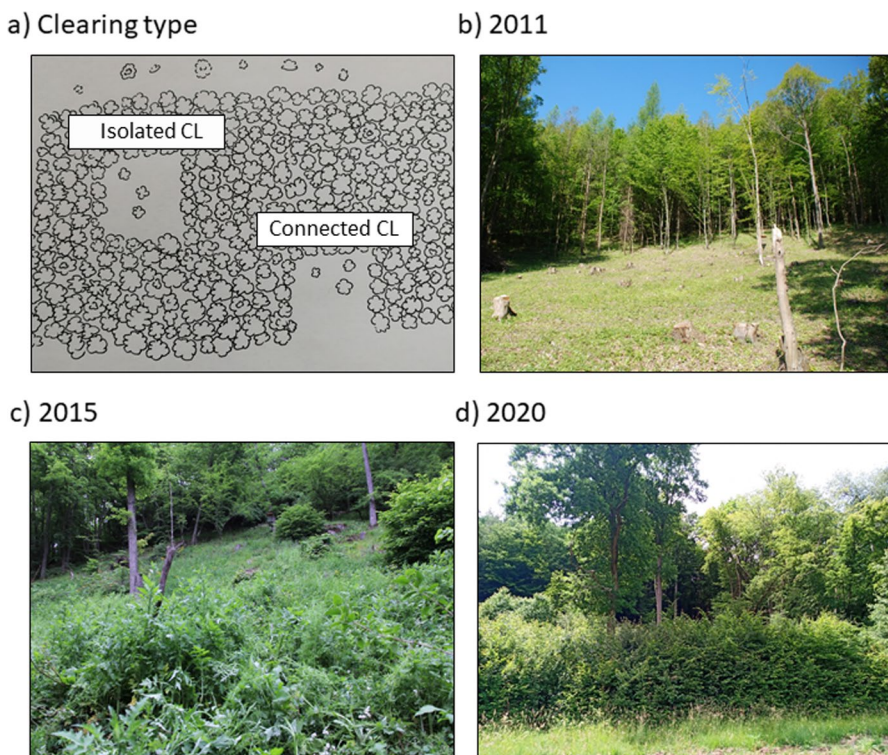 a) Clearing type
b) 2011
Isolated CL
Connected CL
c) 2015
d) 2020